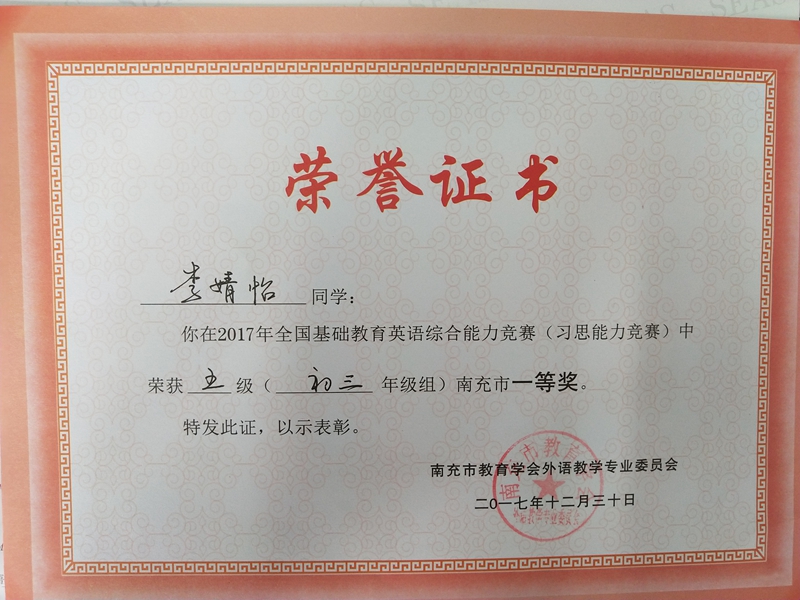 荣誉证书
李婧怡 同学：
你在2017年全国基础教育英语综合能力竞赛（习思能力竞赛）中
荣获 五 级（ 初三 年级组）南充市一等奖。
特发此证，以示表彰。
南充市教育学会外语教学专业委员会
二〇一七年十二月三十日